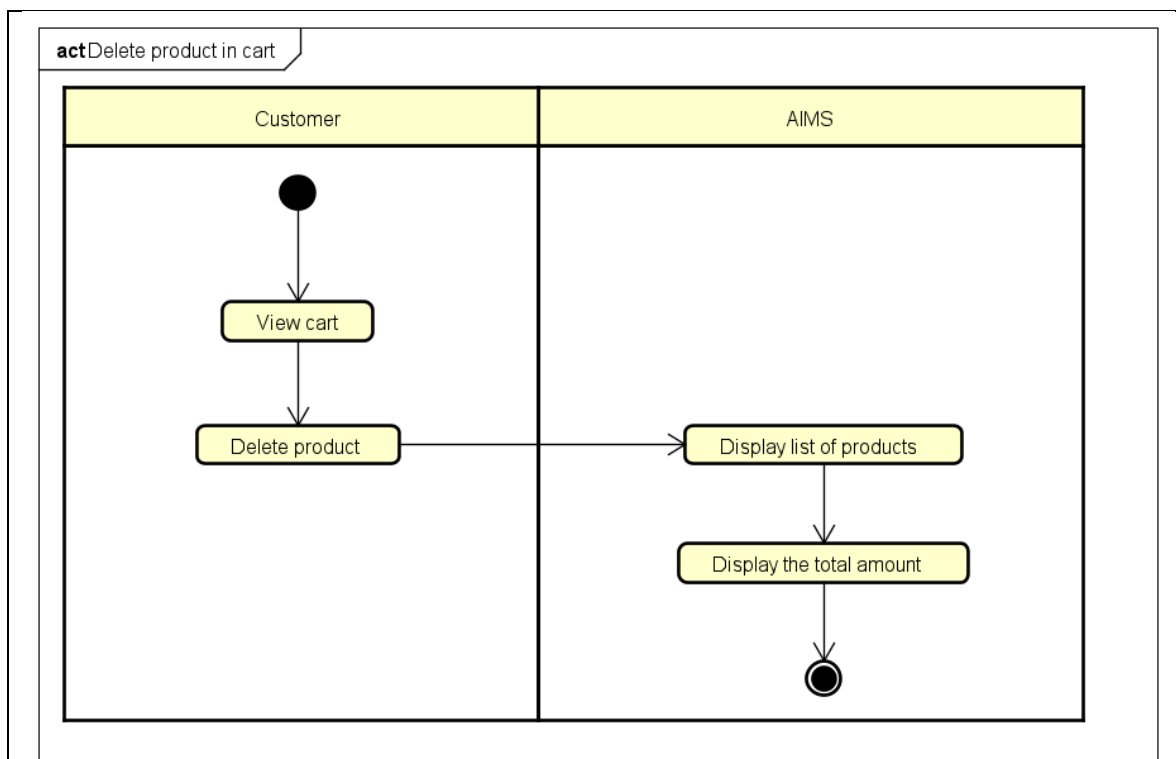 act Delete product in cart
Customer
AIMS
View cart
Delete product
Display list of products
Display the total amount